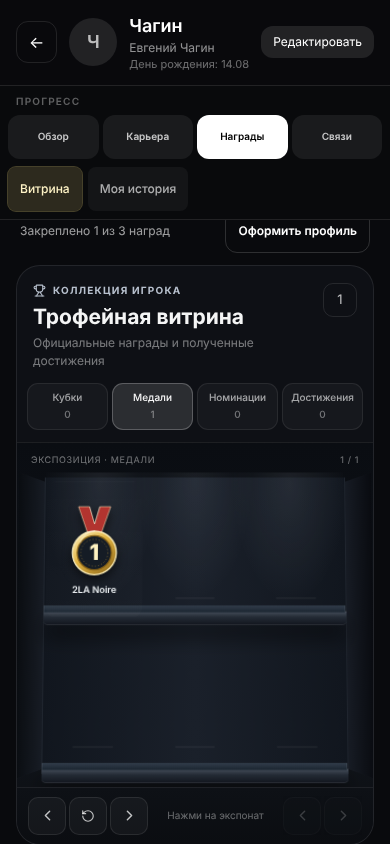 Ч
Чагин
Евгений Чагин
День рождения: 14.08
Редактировать
ПРОГРЕСС
Обзор
Карьера
Награды
Связи
Витрина
Моя история
Закреплено 1 из 3 наград
Оформить профиль
КОЛЛЕКЦИЯ ИГРОКА
1
Трофейная витрина
Официальные награды и полученные
достижения
Кубки
0
Медали
1
Номинации
0
Достижения
0
ЭКСПОЗИЦИЯ · МЕДАЛИ
1 / 1
1
2LA Noire
Нажми на экспонат